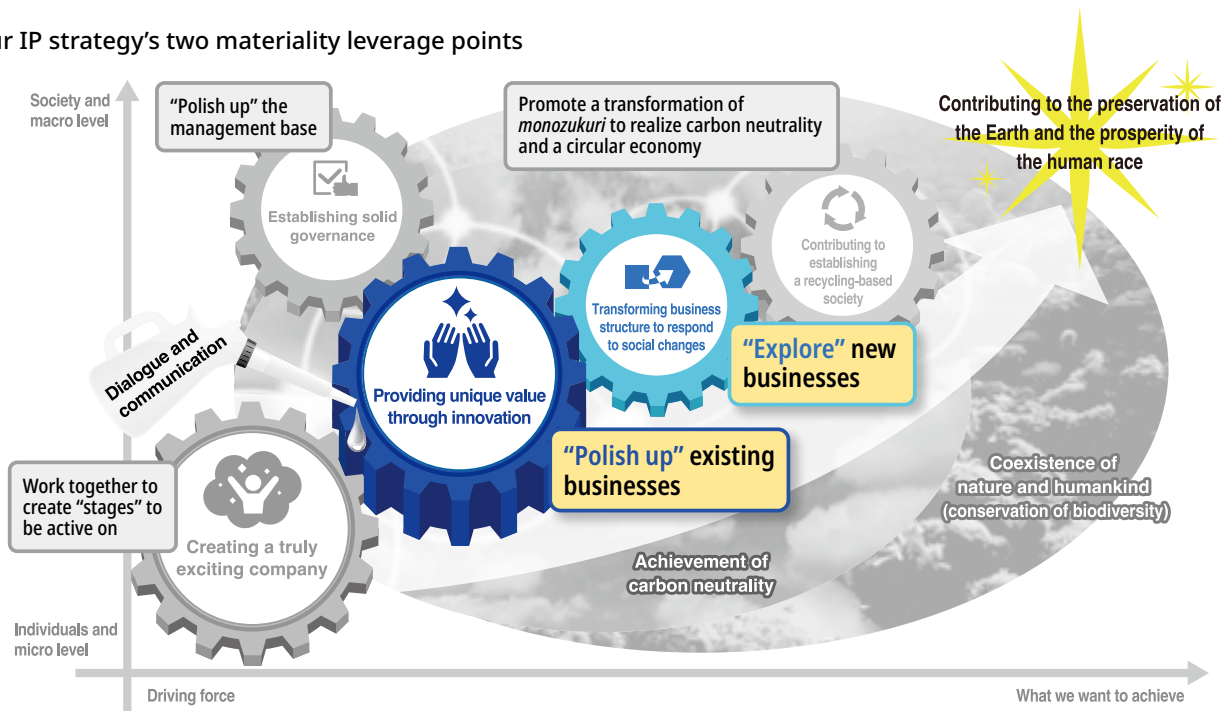 ur IP strategy's two materiality leverage points
Society and
macro level
"Polish up" the
management base
Promote a transformation of
monozukuri to realize carbon neutrality
and a circular economy
Contributing to the preservation of
the Earth and the prosperity of
the human race
Establishing solid
governance
Contributing to
establishing
a recycling-based
society
Transforming business
structure to respond
to social changes
"Explore" new
businesses
Dialogue and
communication
Providing unique value
through innovation
"Polish up" existing
businesses
Work together to
create "stages" to
be active on
Creating a truly
exciting company
Coexistence of
nature and humankind
(conservation of biodiversity)
Achievement of
carbon neutrality
Individuals and
micro level
Driving force
What we want to achieve